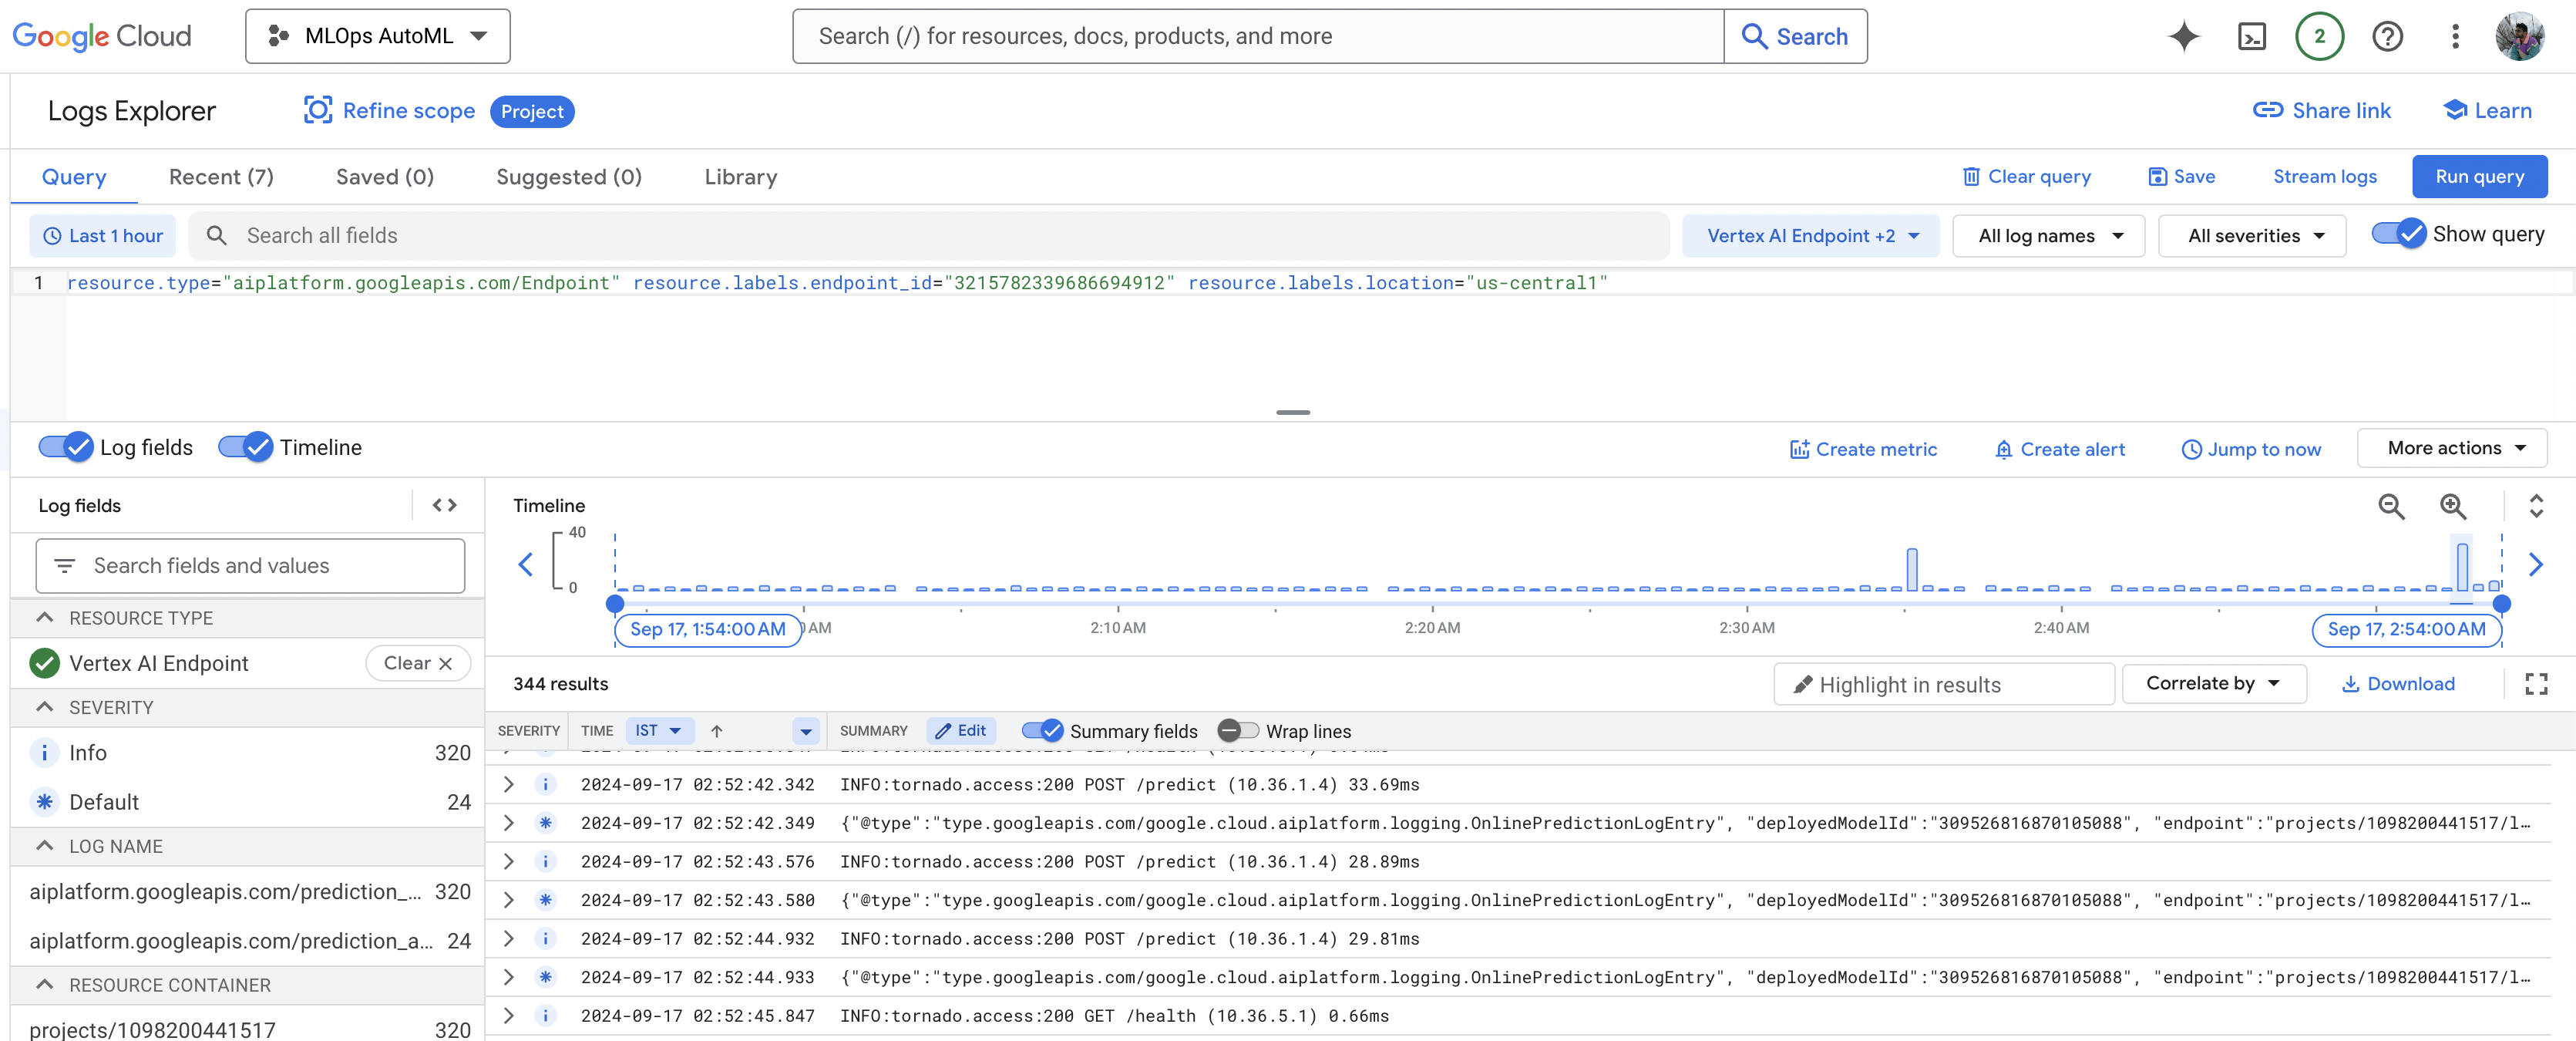 Google Cloud MLOps AutoML Search (/) for resources, docs, products, and more Search 2
Logs Explorer Refine scope Project Share link Learn
Query Recent (7) Saved (0) Suggested (0) Library Clear query Save Stream logs Run query
Last 1 hour Search all fields Vertex AI Endpoint +2 All log names All severities Show query
1 resource.type="aiplatform.googleapis.com/Endpoint" resource.labels.endpoint_id="3215782339686694912" resource.labels.location="us-central1"
Log fields Timeline Create metric Create alert Jump to now More actions
Log fields
Search fields and values
RESOURCE TYPE
Vertex AI Endpoint Clear
SEVERITY
Info 320
Default 24
LOG NAME
aiplatform.googleapis.com/prediction_... 320
aiplatform.googleapis.com/prediction_a... 24
RESOURCE CONTAINER
projects/1098200441517 320
Timeline
40
0
Sep 17, 1:54:00 AM AM 2:10 AM 2:20 AM 2:30 AM 2:40 AM Sep 17, 2:54:00 AM
344 results Highlight in results Correlate by Download
SEVERITY TIME IST SUMMARY Edit Summary fields Wrap lines
2024-09-17 02:52:42.342 INFO:tornado.access:200 POST /predict (10.36.1.4) 33.69ms
2024-09-17 02:52:42.349 {"@type":"type.googleapis.com/google.cloud.aiplatform.logging.OnlinePredictionLogEntry", "deployedModelId":"309526816870105088", "endpoint":"projects/1098200441517/l…
2024-09-17 02:52:43.576 INFO:tornado.access:200 POST /predict (10.36.1.4) 28.89ms
2024-09-17 02:52:43.580 {"@type":"type.googleapis.com/google.cloud.aiplatform.logging.OnlinePredictionLogEntry", "deployedModelId":"309526816870105088", "endpoint":"projects/1098200441517/l…
2024-09-17 02:52:44.932 INFO:tornado.access:200 POST /predict (10.36.1.4) 29.81ms
2024-09-17 02:52:44.933 {"@type":"type.googleapis.com/google.cloud.aiplatform.logging.OnlinePredictionLogEntry", "deployedModelId":"309526816870105088", "endpoint":"projects/1098200441517/l…
2024-09-17 02:52:45.847 INFO:tornado.access:200 GET /health (10.36.5.1) 0.66ms